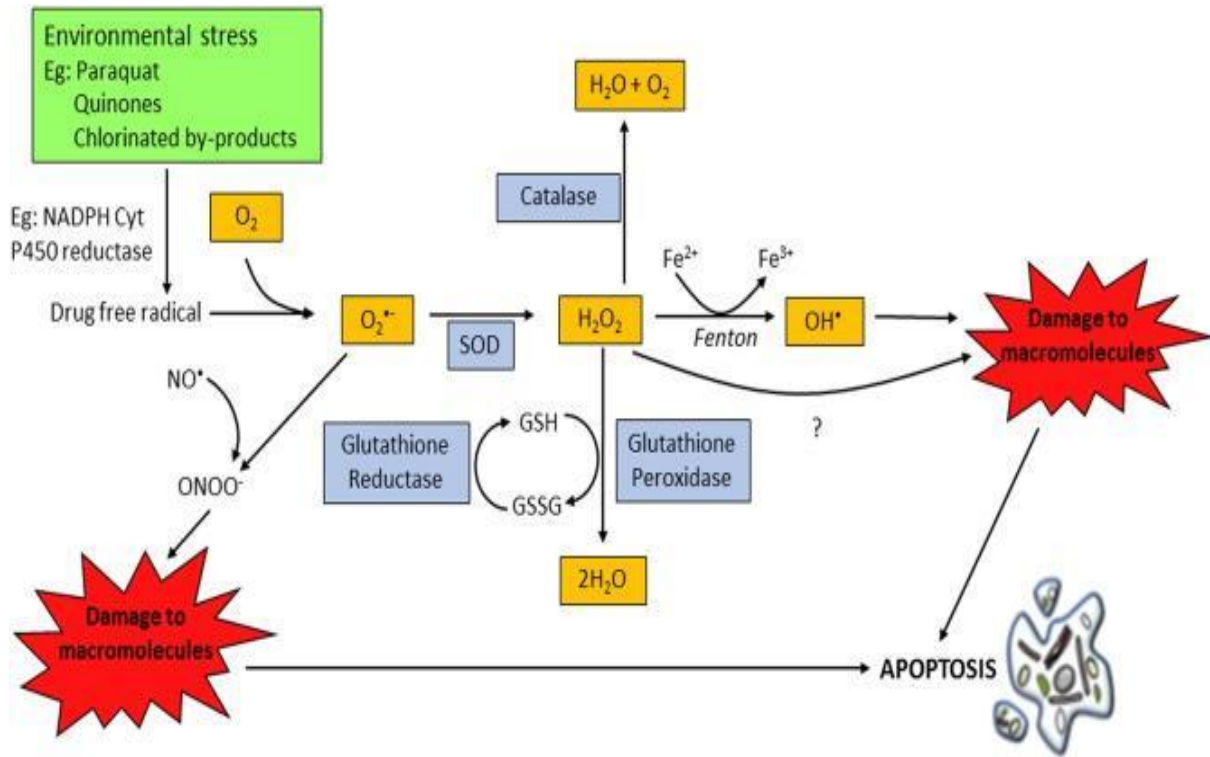 Environmental stress
Eg: Paraquat
Quinones
Chlorinated by-products
H₂O + O₂
Catalase
Eg: NADPH Cyt
P450 reductase
O₂
Fe²⁺
Fe³⁺
Drug free radical
O₂•⁻
SOD
H₂O₂
Fenton
OH•
Damage to
macromolecules
NO•
?
GSH
Glutathione
Reductase
Glutathione
Peroxidase
GSSG
ONOO⁻
2H₂O
Damage to
macromolecules
APOPTOSIS